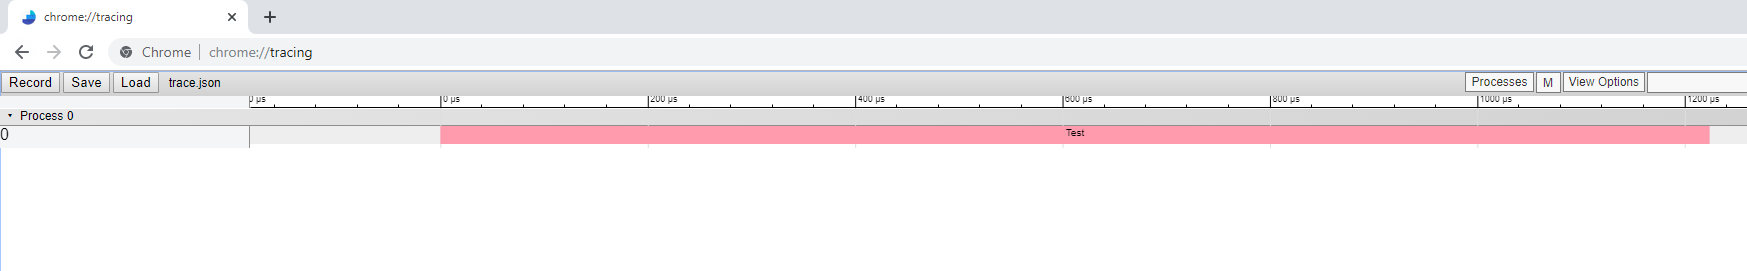 chrome://tracing
Chrome | chrome://tracing
Record Save Load trace.json Processes M View Options
0 µs 0 µs 200 µs 400 µs 600 µs 800 µs 1000 µs 1200 µs
Process 0
0 Test